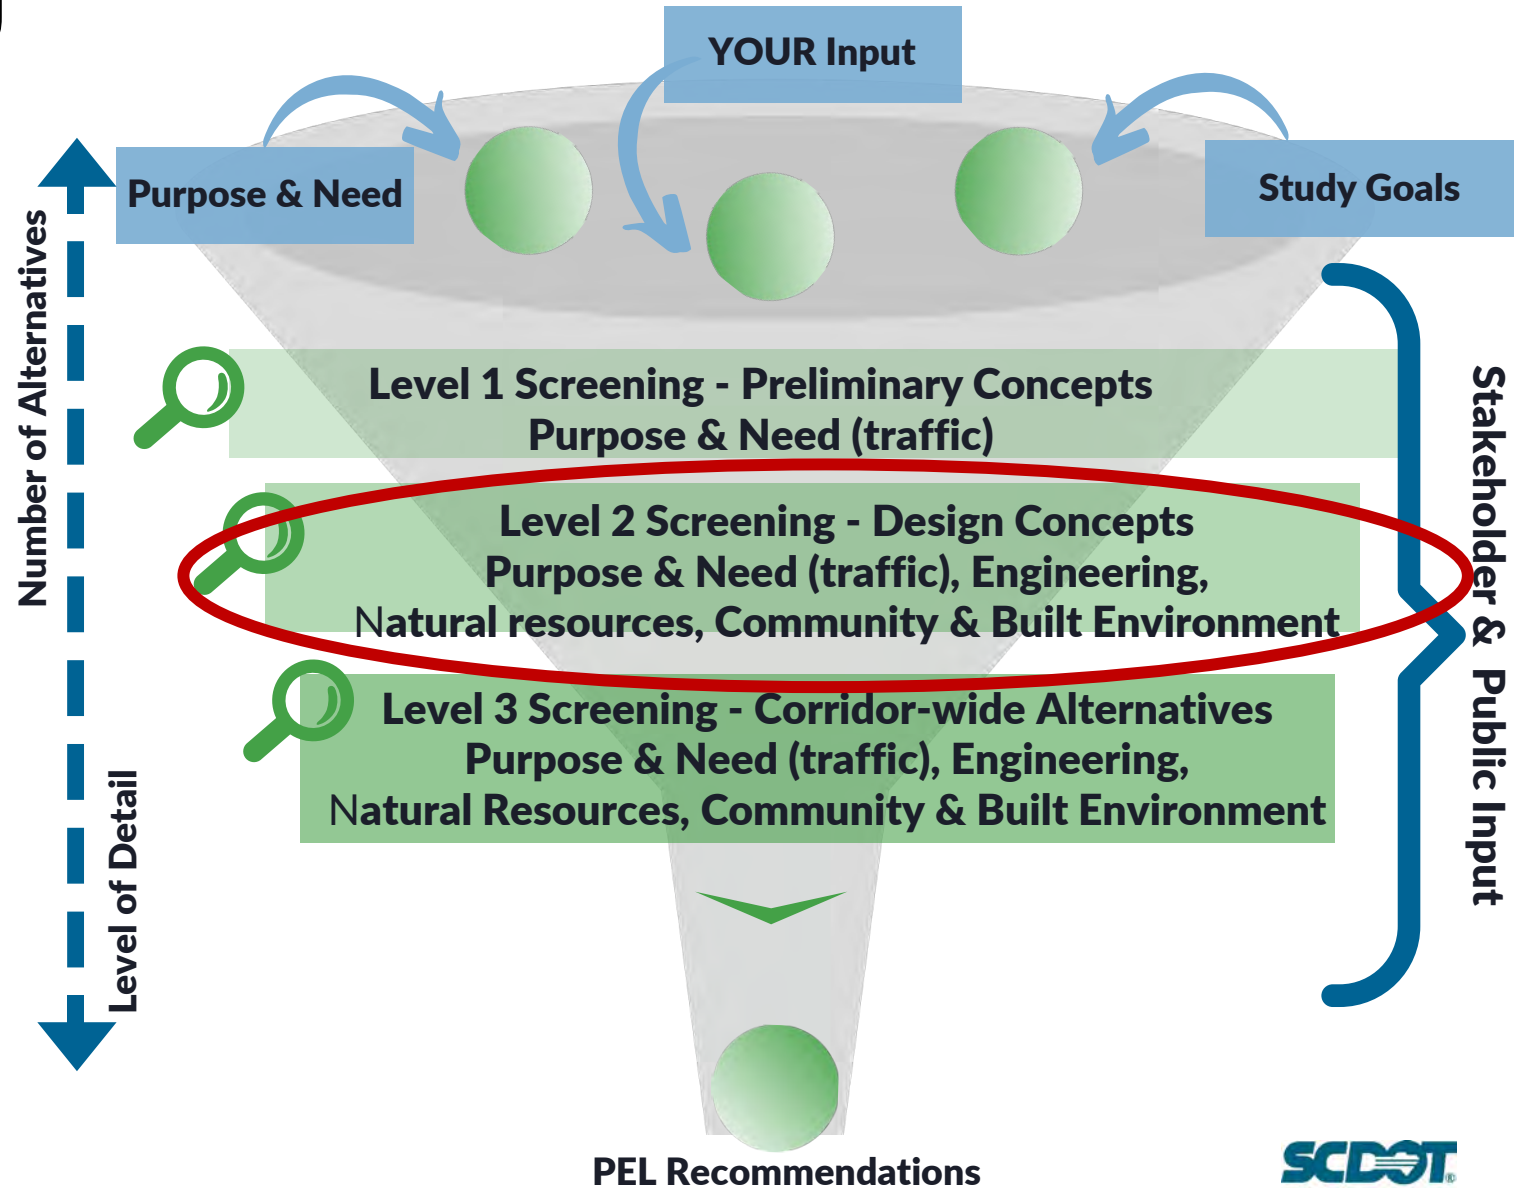 YOUR Input
Purpose & Need
Study Goals
Number of Alternatives
Level 1 Screening - Preliminary Concepts
Purpose & Need (traffic)
Level 2 Screening - Design Concepts
Purpose & Need (traffic), Engineering,
Natural resources, Community & Built Environment
Level 3 Screening - Corridor-wide Alternatives
Purpose & Need (traffic), Engineering,
Natural Resources, Community & Built Environment
Stakeholder & Public Input
Level of Detail
PEL Recommendations
SCDOT®